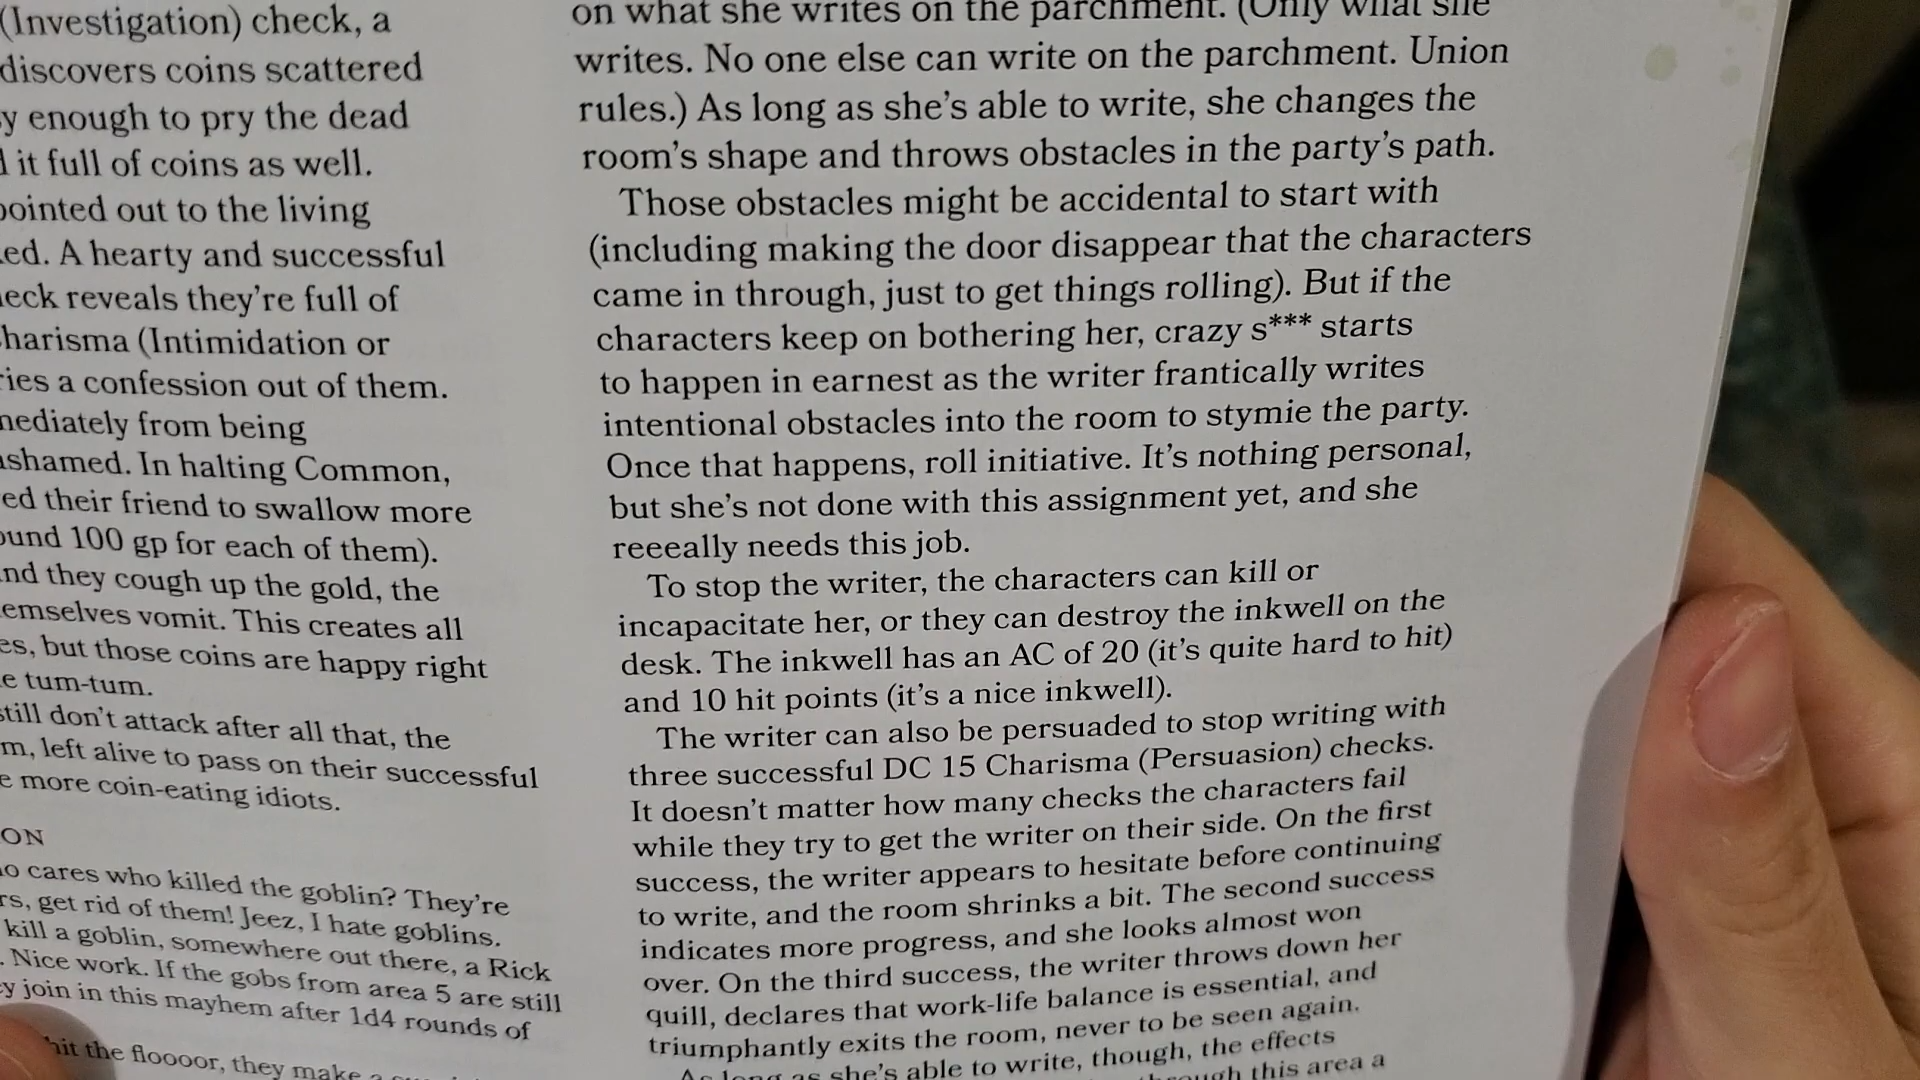 (Investigation) check, a
discovers coins scattered
enough to pry the dead
it full of coins as well.
pointed out to the living
ed. A hearty and successful
eck reveals they're full of
harisma (Intimidation or
ries a confession out of them.
mediately from being
ashamed. In halting Common,
ed their friend to swallow more
ound 100 gp for each of them).
nd they cough up the gold, the
emselves vomit. This creates all
es, but those coins are happy right
e tum-tum.
still don't attack after all that, the
m, left alive to pass on their successful
e more coin-eating idiots.
ON
o cares who killed the goblin? They're
rs, get rid of them! Jeez, I hate goblins.
kill a goblin, somewhere out there, a Rick
. Nice work. If the gobs from area 5 are still
ey join in this mayhem after 1d4 rounds of
hit the floooor, they make
on what she writes on the parchment. (Only what she
writes. No one else can write on the parchment. Union
rules.) As long as she's able to write, she changes the
room's shape and throws obstacles in the party's path.
Those obstacles might be accidental to start with
(including making the door disappear that the characters
came in through, just to get things rolling). But if the
characters keep on bothering her, crazy s*** starts
to happen in earnest as the writer frantically writes
intentional obstacles into the room to stymie the party.
Once that happens, roll initiative. It's nothing personal,
but she's not done with this assignment yet, and she
reeeally needs this job.
To stop the writer, the characters can kill or
incapacitate her, or they can destroy the inkwell on the
desk. The inkwell has an AC of 20 (it's quite hard to hit)
and 10 hit points (it's a nice inkwell).
The writer can also be persuaded to stop writing with
three successful DC 15 Charisma (Persuasion) checks.
It doesn't matter how many checks the characters fail
while they try to get the writer on their side. On the first
success, the writer appears to hesitate before continuing
to write, and the room shrinks a bit. The second success
indicates more progress, and she looks almost won
over. On the third success, the writer throws down her
quill, declares that work-life balance is essential, and
triumphantly exits the room, never to be seen again.
As long as she's able to write, though, the effects
through this area a